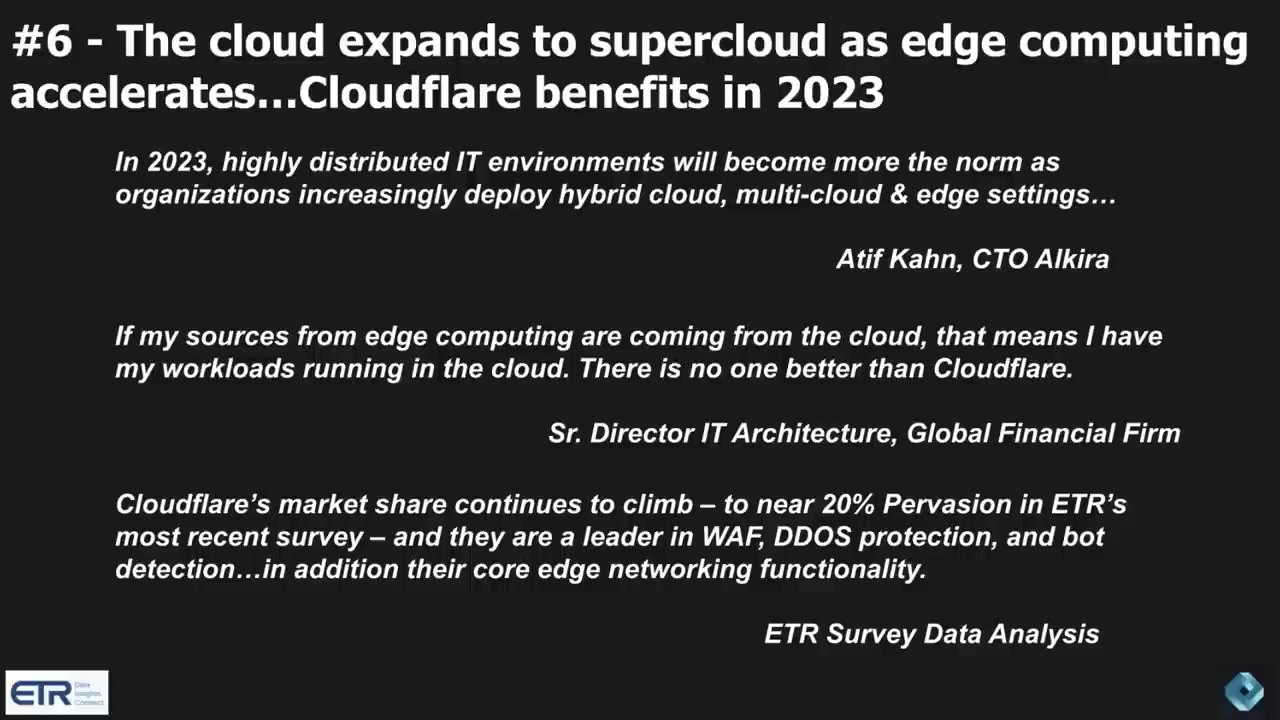 #6 - The cloud expands to supercloud as edge computing
accelerates...Cloudflare benefits in 2023
In 2023, highly distributed IT environments will become more the norm as
organizations increasingly deploy hybrid cloud, multi-cloud & edge settings…
Atif Kahn, CTO Alkira
If my sources from edge computing are coming from the cloud, that means I have
my workloads running in the cloud. There is no one better than Cloudflare.
Sr. Director IT Architecture, Global Financial Firm
Cloudflare’s market share continues to climb – to near 20% Pervasion in ETR’s
most recent survey – and they are a leader in WAF, DDOS protection, and bot
detection…in addition their core edge networking functionality.
ETR Survey Data Analysis
ETR
Data
Insights
Connect